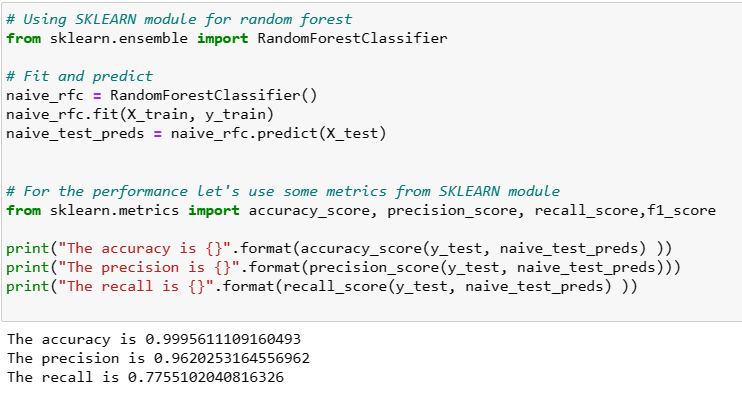 # Using SKLEARN module for random forest
from sklearn.ensemble import RandomForestClassifier
# Fit and predict
naive_rfc = RandomForestClassifier()
naive_rfc.fit(X_train, y_train)
naive_test_preds = naive_rfc.predict(X_test)
# For the performance let's use some metrics from SKLEARN module
from sklearn.metrics import accuracy_score, precision_score, recall_score,f1_score
print("The accuracy is {}".format(accuracy_score(y_test, naive_test_preds) ))
print("The precision is {}".format(precision_score(y_test, naive_test_preds)))
print("The recall is {}".format(recall_score(y_test, naive_test_preds) ))
The accuracy is 0.9995611109160493
The precision is 0.9620253164556962
The recall is 0.7755102040816326